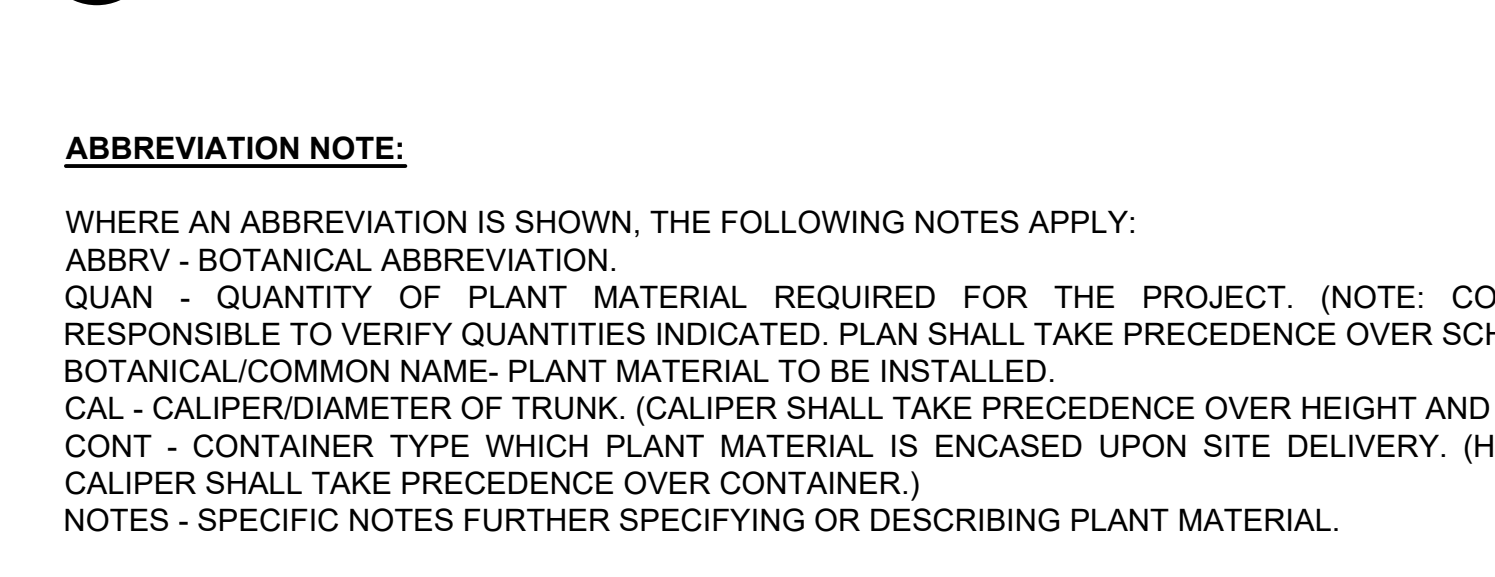 ABBREVIATION NOTE:
WHERE AN ABBREVIATION IS SHOWN, THE FOLLOWING NOTES APPLY:
ABBRV - BOTANICAL ABBREVIATION.
QUAN - QUANTITY OF PLANT MATERIAL REQUIRED FOR THE PROJECT. (NOTE:
RESPONSIBLE TO VERIFY QUANTITIES INDICATED. PLAN SHALL TAKE PRECEDENCE OVER
BOTANICAL/COMMON NAME- PLANT MATERIAL TO BE INSTALLED.
CAL - CALIPER/DIAMETER OF TRUNK. (CALIPER SHALL TAKE PRECEDENCE OVER HEIGHT AND
CONT - CONTAINER TYPE WHICH PLANT MATERIAL IS ENCASED UPON SITE DELIVERY.
CALIPER SHALL TAKE PRECEDENCE OVER CONTAINER.)
NOTES - SPECIFIC NOTES FURTHER SPECIFYING OR DESCRIBING PLANT MATERIAL.